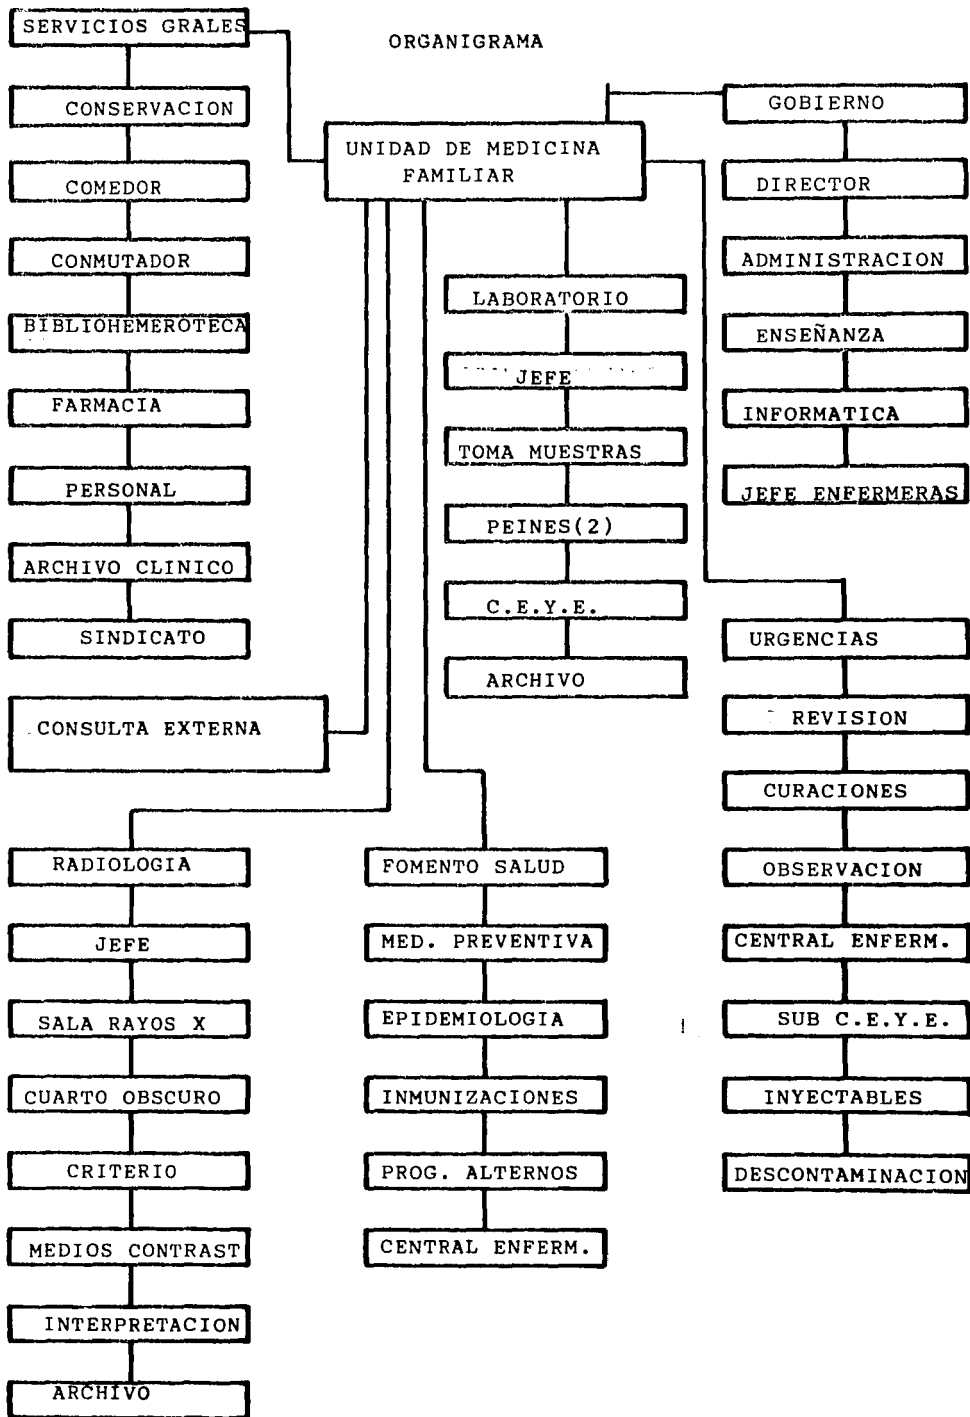 ORGANIGRAMA
SERVICIOS GRALES
CONSERVACION
COMEDOR
CONMUTADOR
BIBLIOHEMEROTECA
FARMACIA
PERSONAL
ARCHIVO CLINICO
SINDICATO
UNIDAD DE MEDICINA
FAMILIAR
GOBIERNO
DIRECTOR
ADMINISTRACION
ENSEÑANZA
INFORMATICA
JEFE ENFERMERAS
LABORATORIO
JEFE
TOMA MUESTRAS
PEINES(2)
C.E.Y.E.
ARCHIVO
CONSULTA EXTERNA
URGENCIAS
REVISION
CURACIONES
OBSERVACION
CENTRAL ENFERM.
SUB C.E.Y.E.
INYECTABLES
DESCONTAMINACION
RADIOLOGIA
JEFE
SALA RAYOS X
CUARTO OBSCURO
CRITERIO
MEDIOS CONTRAST
INTERPRETACION
ARCHIVO
FOMENTO SALUD
MED. PREVENTIVA
EPIDEMIOLOGIA
INMUNIZACIONES
PROG. ALTERNOS
CENTRAL ENFERM.